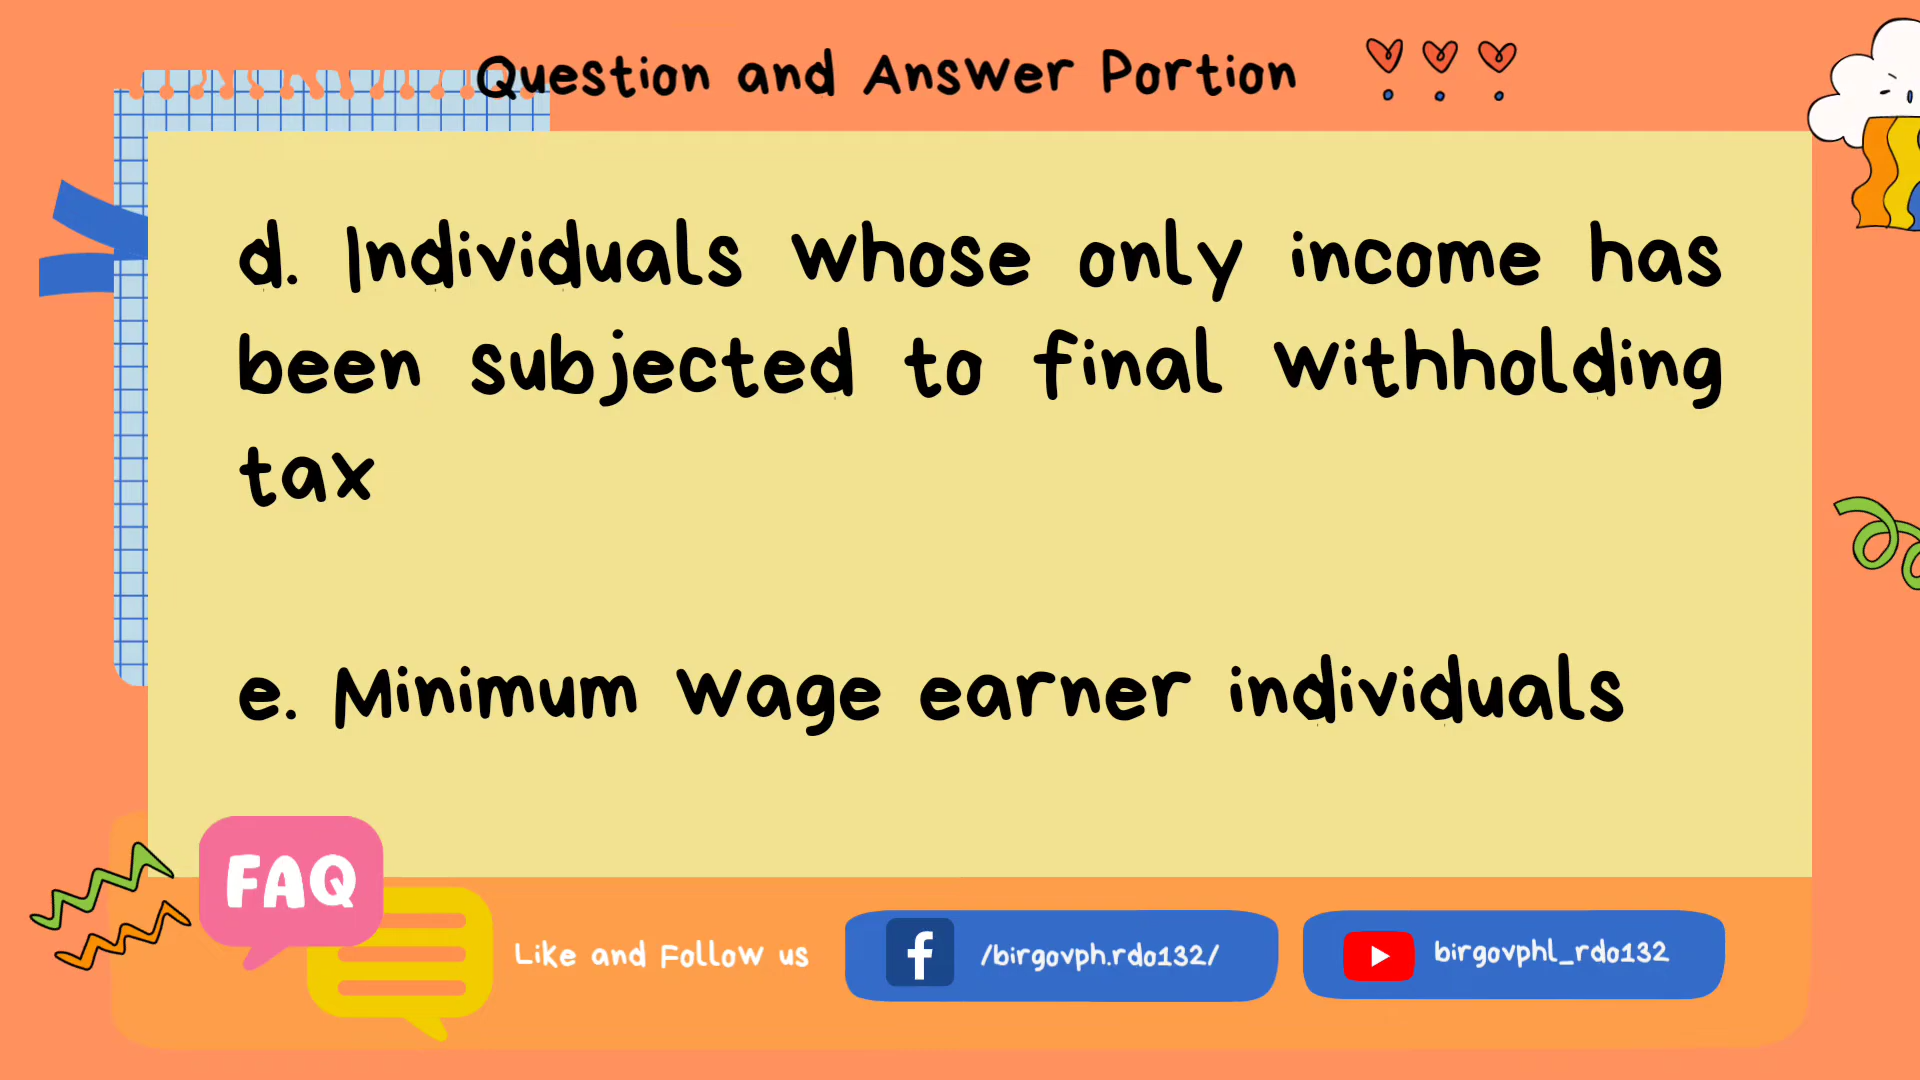 Question and Answer Portion
d. Individuals whose only income has
been subjected to final withholding
tax
e. Minimum wage earner individuals
FAQ
Like and Follow us
/birgovph.rdo132/
birgovphl_rdo132